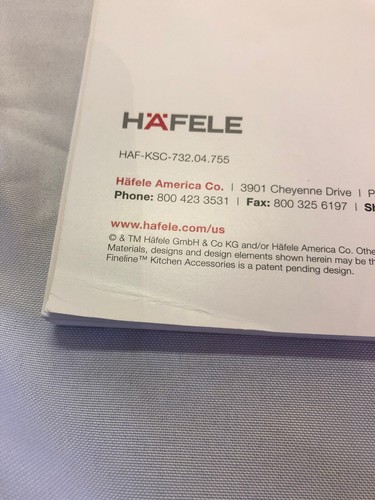 HÄFELE
HAF-KSC-732.04.755
Häfele America Co. | 3901 Cheyenne Drive |
Phone: 800 423 3531 | Fax: 800 325 6197 |
www.hafele.com/us
© & TM Häfele GmbH & Co KG and/or Häfele America Co.
Materials, designs and design elements shown herein may be
Fineline™ Kitchen Accessories is a patent pending design.